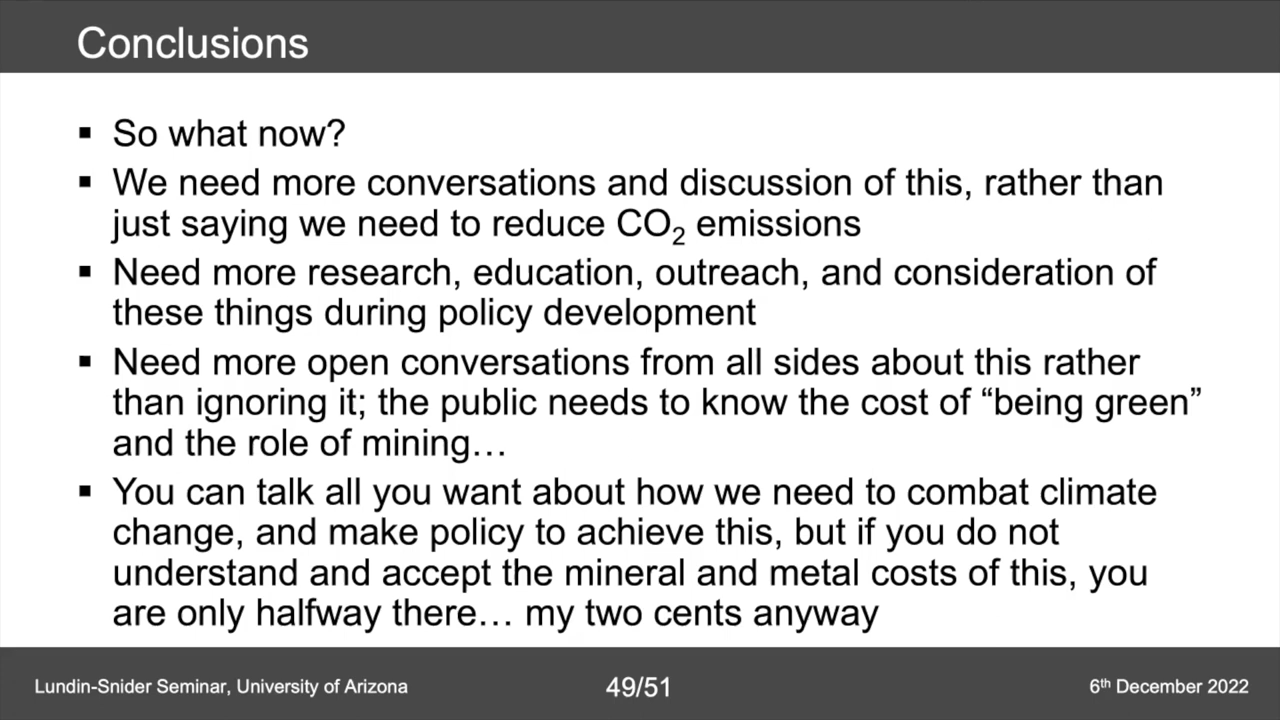 Conclusions
▪ So what now?
▪ We need more conversations and discussion of this, rather than
just saying we need to reduce CO₂ emissions
▪ Need more research, education, outreach, and consideration of
these things during policy development
▪ Need more open conversations from all sides about this rather
than ignoring it; the public needs to know the cost of “being green”
and the role of mining…
▪ You can talk all you want about how we need to combat climate
change, and make policy to achieve this, but if you do not
understand and accept the mineral and metal costs of this, you
are only halfway there… my two cents anyway
Lundin-Snider Seminar, University of Arizona
49/51
6th December 2022